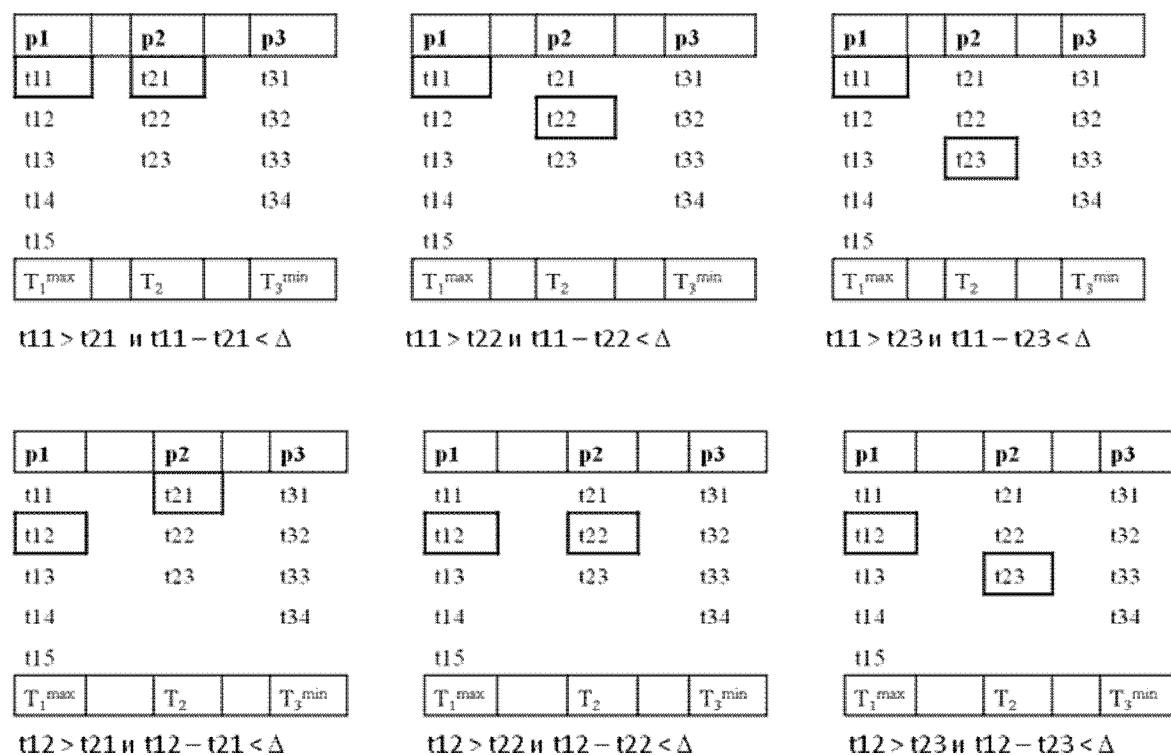 p1 p2 p3 p1 p2 p3 p1 p2 p3
t11 t21 t31 t11 t21 t31 t11 t21 t31
t12 t22 t32 t12 t22 t32 t12 t22 t32
t13 t23 t33 t13 t23 t33 t13 t23 t33
t14 t34 t14 t34 t14 t34
t15 t15 t15
T₁ᵐᵃˣ T₂ T₃ᵐⁱⁿ T₁ᵐᵃˣ T₂ T₃ᵐⁱⁿ T₁ᵐᵃˣ T₂ T₃ᵐⁱⁿ
t11 > t21 и t11 – t21 < Δ t11 > t22 и t11 – t22 < Δ t11 > t23 и t11 – t23 < Δ
p1 p2 p3 p1 p2 p3 p1 p2 p3
t11 t21 t31 t11 t21 t31 t11 t21 t31
t12 t22 t32 t12 t22 t32 t12 t22 t32
t13 t23 t33 t13 t23 t33 t13 t23 t33
t14 t34 t14 t34 t14 t34
t15 t15 t15
T₁ᵐᵃˣ T₂ T₃ᵐⁱⁿ T₁ᵐᵃˣ T₂ T₃ᵐⁱⁿ T₁ᵐᵃˣ T₂ T₃ᵐⁱⁿ
t12 > t21 и t12 – t21 < Δ t12 > t22 и t12 – t22 < Δ t12 > t23 и t12 – t23 < Δ